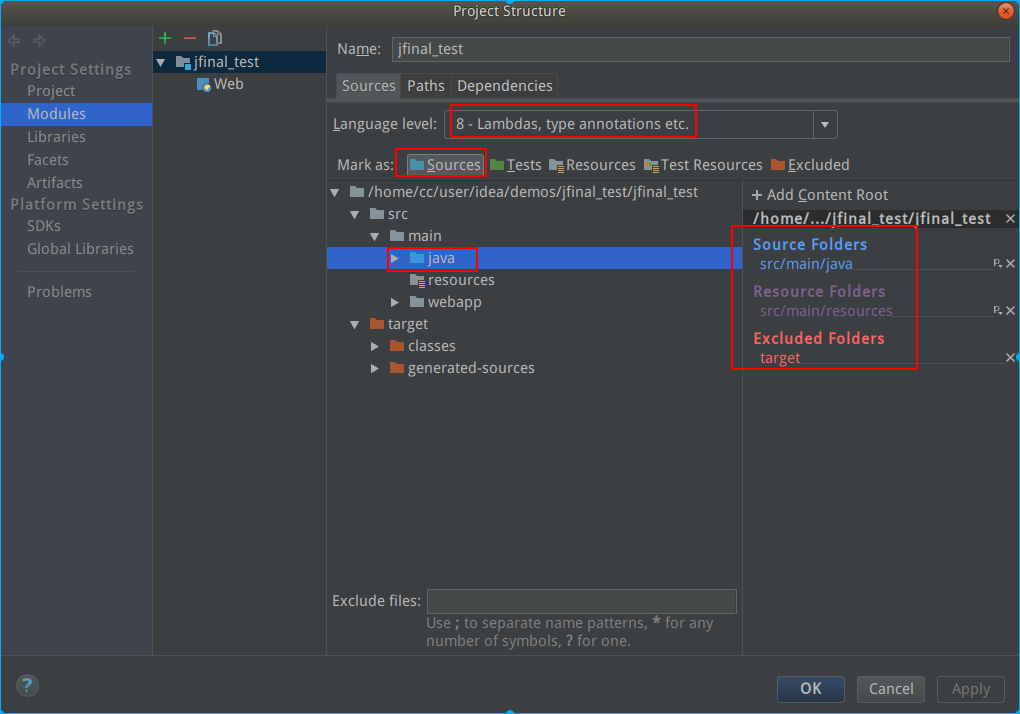 Project Structure
Project Settings
Project
Modules
Libraries
Facets
Artifacts
Platform Settings
SDKs
Global Libraries
Problems
jfinal_test
Web
Name: jfinal_test
Sources Paths Dependencies
Language level: 8 - Lambdas, type annotations etc.
Mark as: Sources Tests Resources Test Resources Excluded
/home/cc/user/idea/demos/jfinal_test/jfinal_test
src
main
java
resources
webapp
target
classes
generated-sources
+ Add Content Root
/home/.../jfinal_test/jfinal_test
Source Folders
src/main/java
Resource Folders
src/main/resources
Excluded Folders
target
Exclude files:
Use ; to separate name patterns, * for any
number of symbols, ? for one.
?
OK Cancel Apply